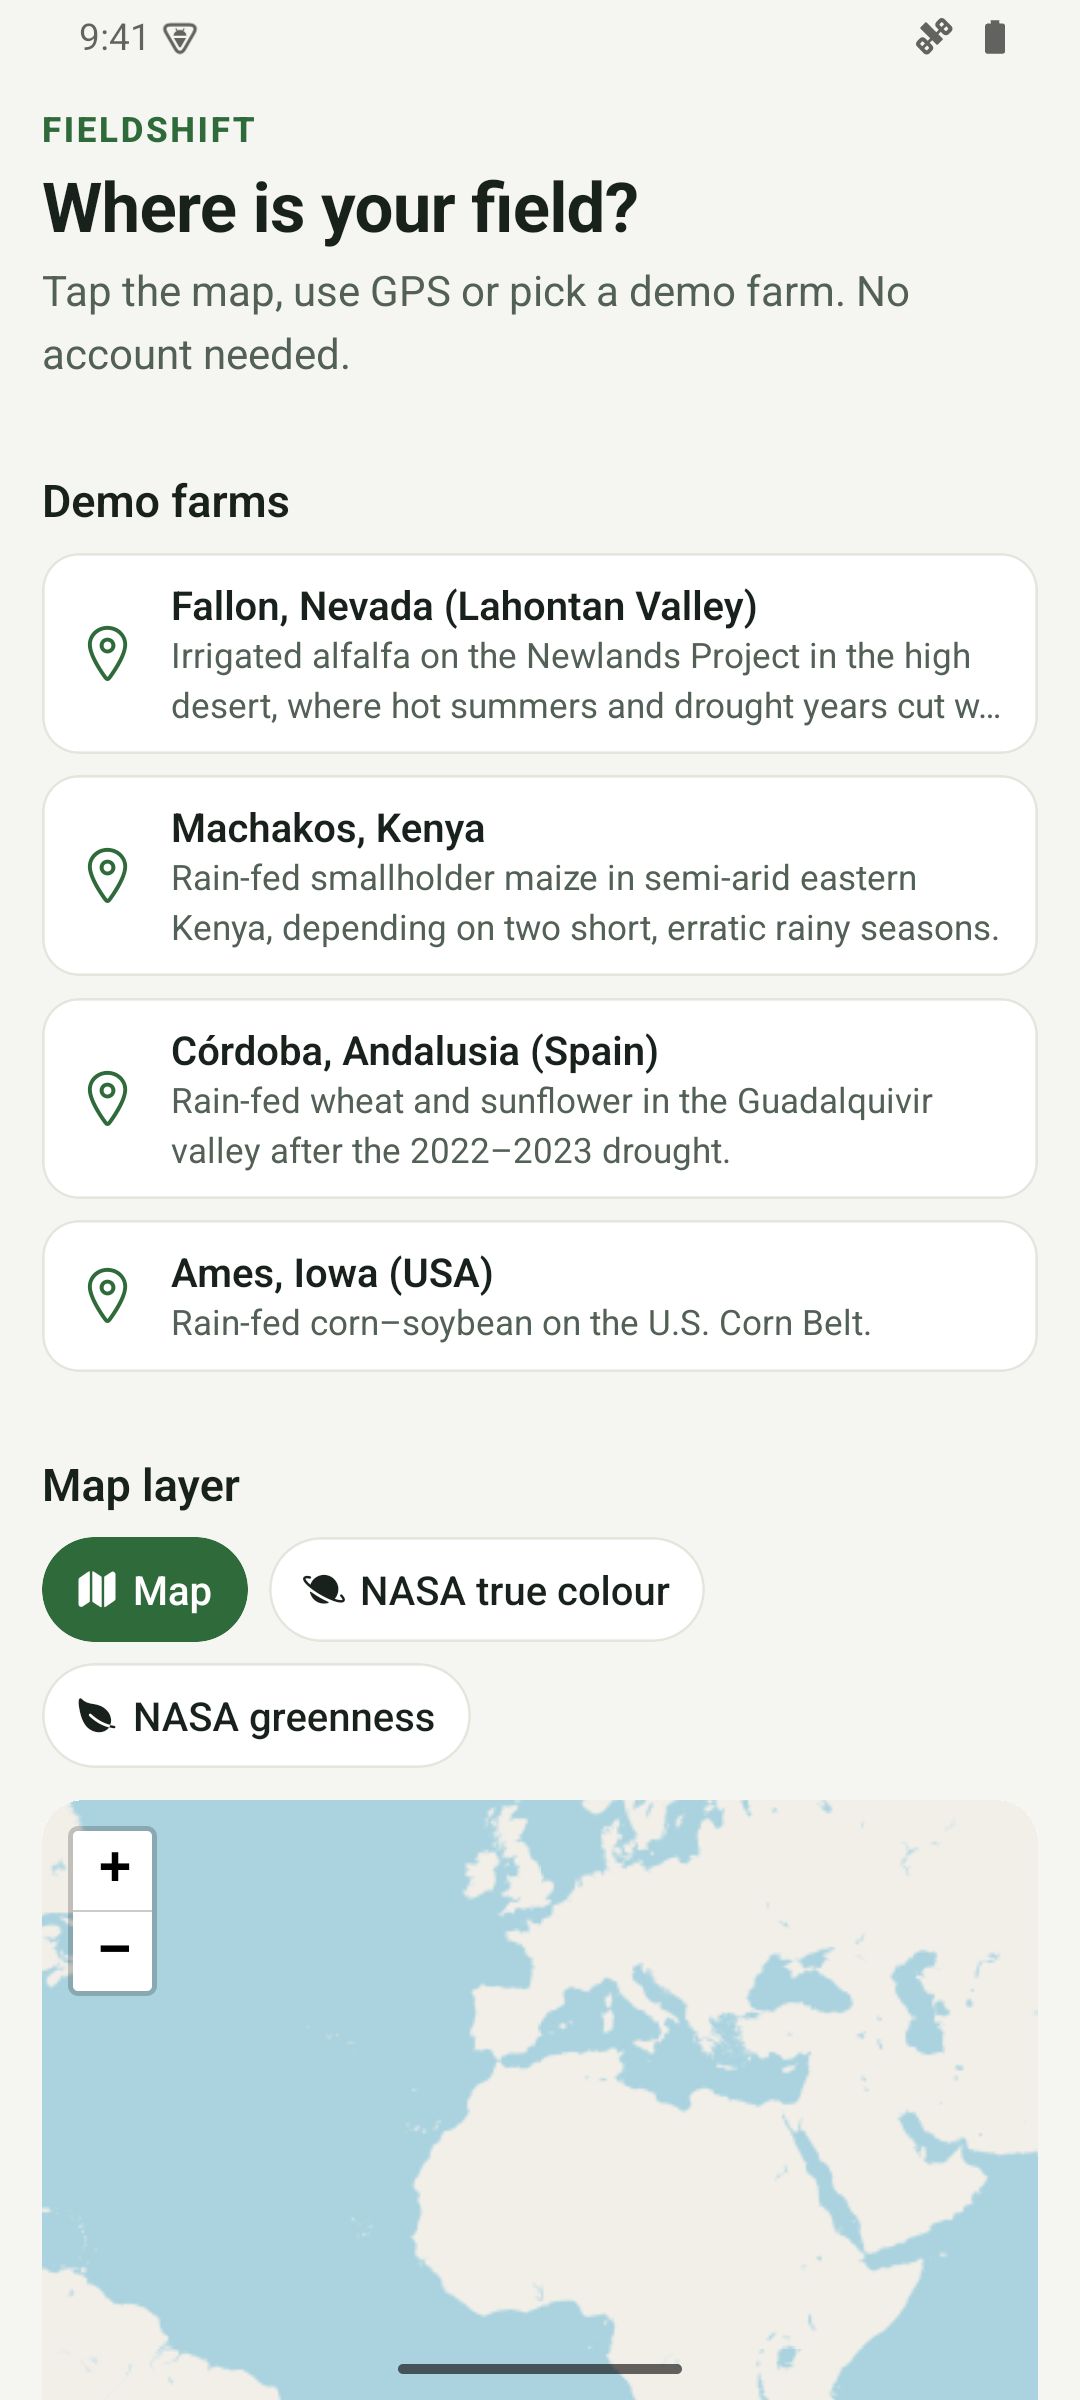 9:41
FIELDSHIFT
Where is your field?
Tap the map, use GPS or pick a demo farm. No
account needed.
Demo farms
Fallon, Nevada (Lahontan Valley)
Irrigated alfalfa on the Newlands Project in the high
desert, where hot summers and drought years cut w…
Machakos, Kenya
Rain-fed smallholder maize in semi-arid eastern
Kenya, depending on two short, erratic rainy seasons.
Córdoba, Andalusia (Spain)
Rain-fed wheat and sunflower in the Guadalquivir
valley after the 2022–2023 drought.
Ames, Iowa (USA)
Rain-fed corn–soybean on the U.S. Corn Belt.
Map layer
Map
NASA true colour
NASA greenness
+
−